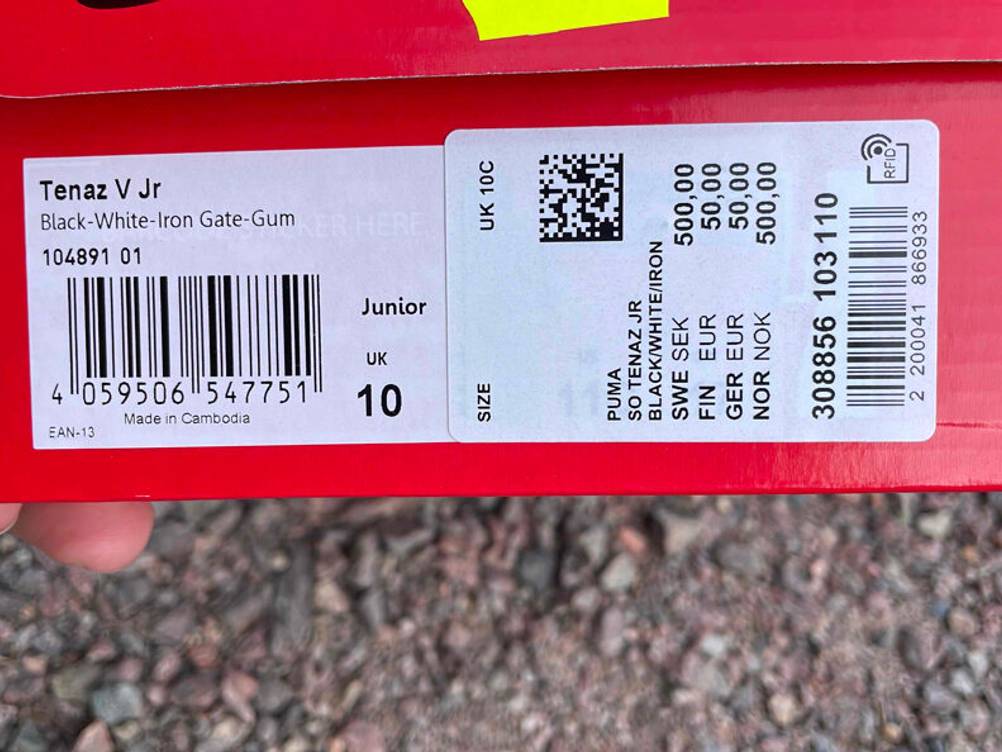 Tenaz V Jr
Black-White-Iron Gate-Gum
104891 01
Junior
UK
10
4 059506 547751
Made in Cambodia
EAN-13
SIZE UK 10C
PUMA
SO TENAZ JR
BLACK/WHITE/IRON
SWE SEK 500,00
FIN EUR 50,00
GER EUR 50,00
NOR NOK 500,00
308856 103110
2 200041 866933
RFID